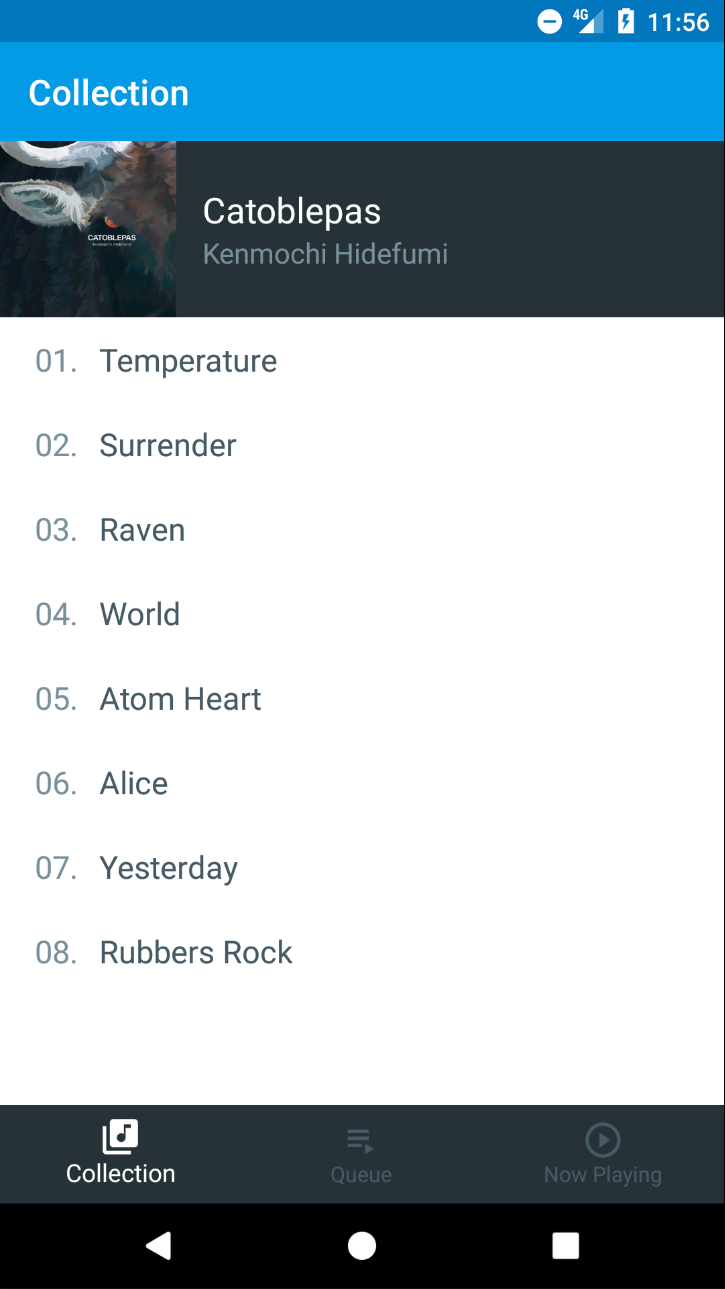 4G 11:56
Collection
CATOBLEPAS
Kenmochi Hidefumi
Catoblepas
Kenmochi Hidefumi
01. Temperature
02. Surrender
03. Raven
04. World
05. Atom Heart
06. Alice
07. Yesterday
08. Rubbers Rock
Collection
Queue
Now Playing